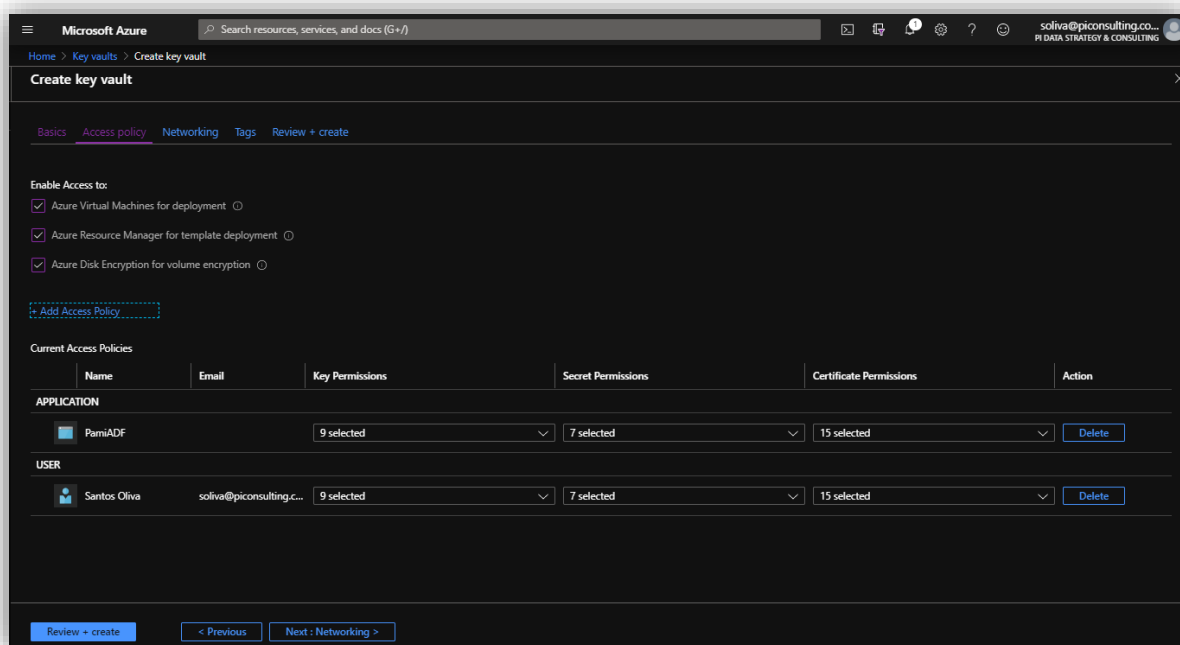 Microsoft Azure
Search resources, services, and docs (G+/)
1
soliva@piconsulting.co...
PI DATA STRATEGY & CONSULTING
Home > Key vaults > Create key vault
Create key vault
Basics Access policy Networking Tags Review + create
Enable Access to:
Azure Virtual Machines for deployment
Azure Resource Manager for template deployment
Azure Disk Encryption for volume encryption
+ Add Access Policy
Current Access Policies
Name Email Key Permissions Secret Permissions Certificate Permissions Action
APPLICATION
PamiADF 9 selected 7 selected 15 selected Delete
USER
Santos Oliva soliva@piconsulting.c... 9 selected 7 selected 15 selected Delete
Review + create < Previous Next : Networking >